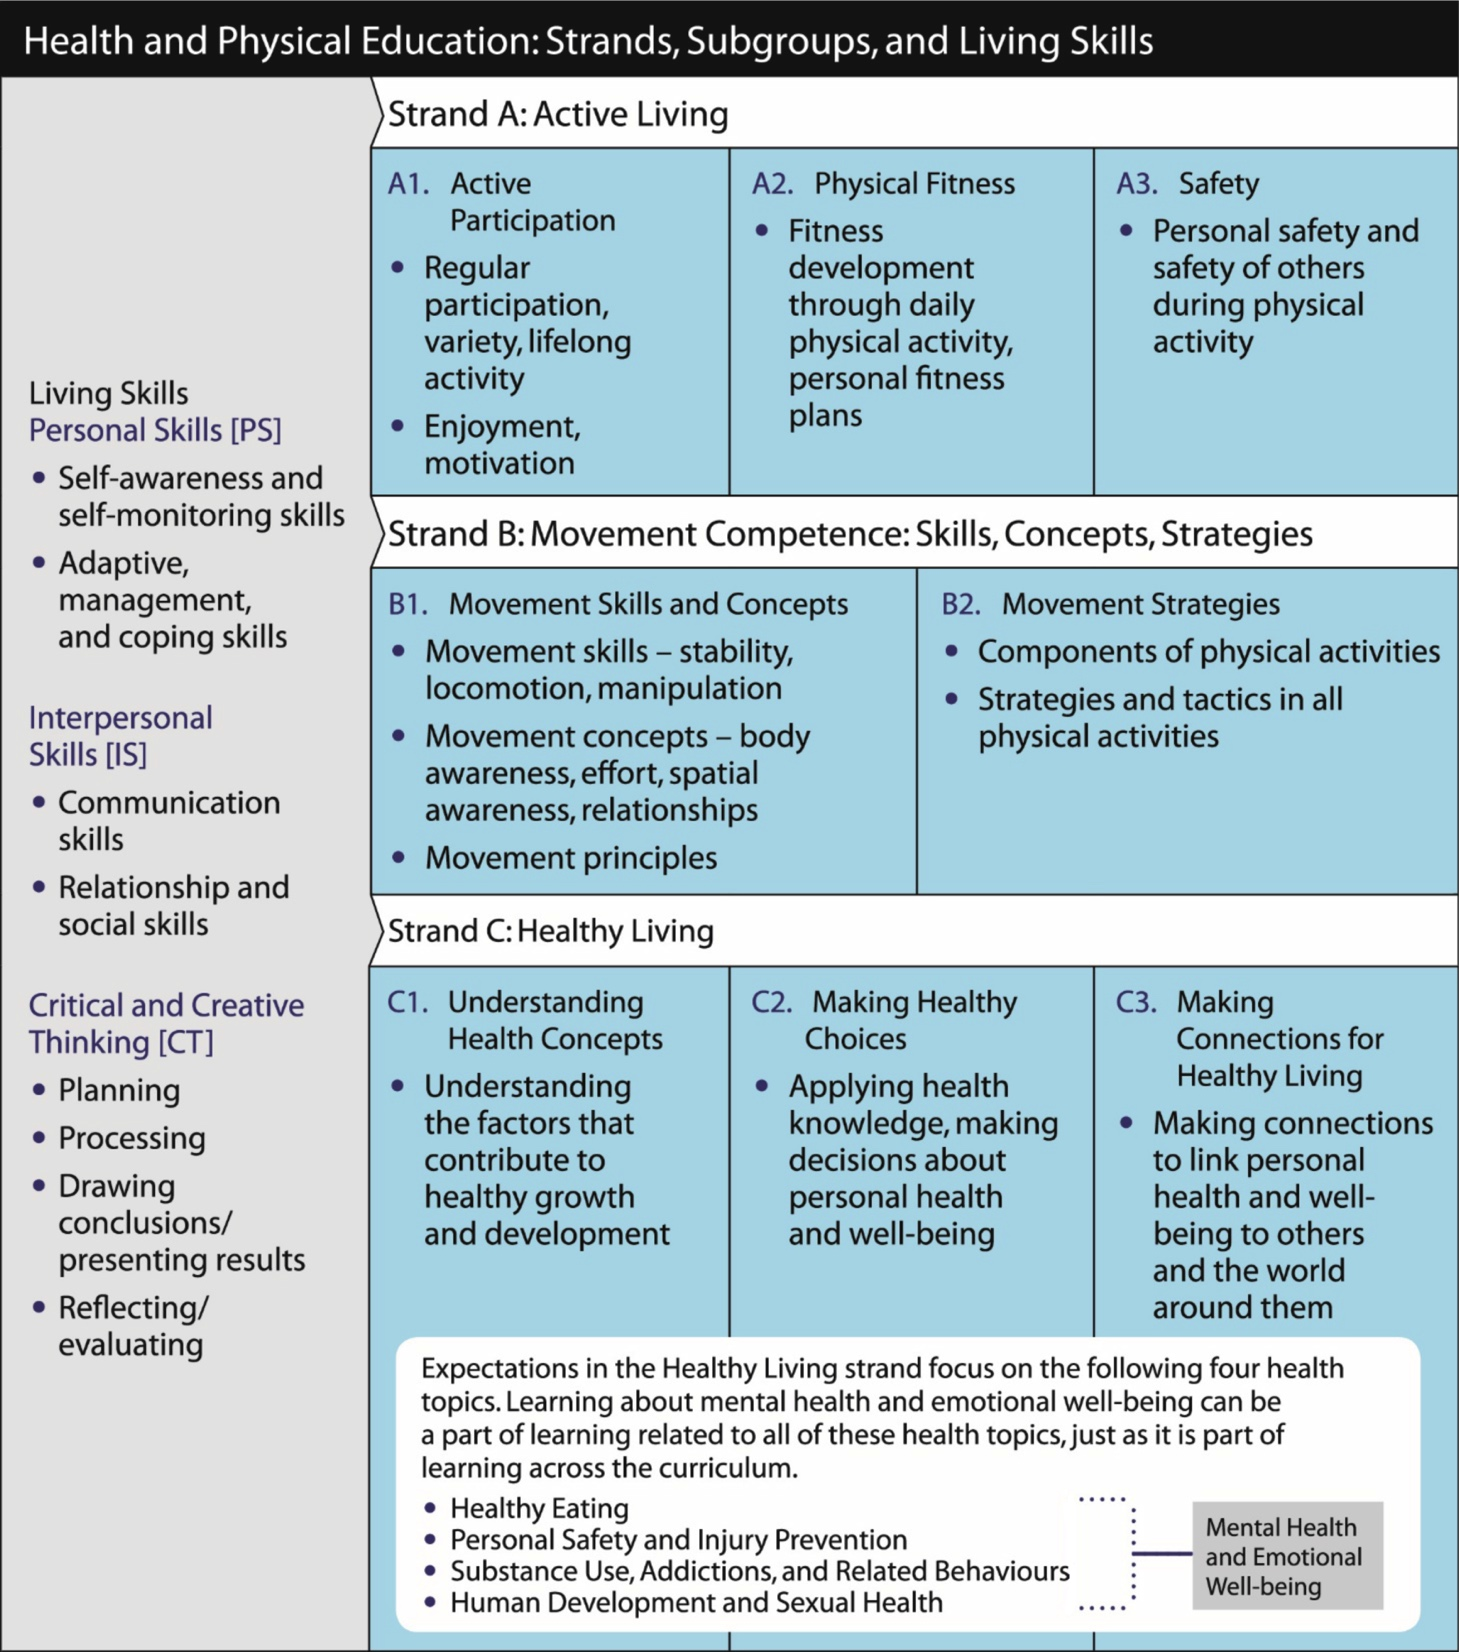 Health and Physical Education: Strands, Subgroups, and Living Skills
Living Skills
Personal Skills [PS]
• Self-awareness and
self-monitoring skills
• Adaptive,
management,
and coping skills
Interpersonal
Skills [IS]
• Communication
skills
• Relationship and
social skills
Critical and Creative
Thinking [CT]
• Planning
• Processing
• Drawing
conclusions/
presenting results
• Reflecting/
evaluating
Strand A: Active Living
A1. Active
Participation
• Regular
participation,
variety, lifelong
activity
• Enjoyment,
motivation
A2. Physical Fitness
• Fitness
development
through daily
physical activity,
personal fitness
plans
A3. Safety
• Personal safety and
safety of others
during physical
activity
Strand B: Movement Competence: Skills, Concepts, Strategies
B1. Movement Skills and Concepts
• Movement skills – stability,
locomotion, manipulation
• Movement concepts – body
awareness, effort, spatial
awareness, relationships
• Movement principles
B2. Movement Strategies
• Components of physical activities
• Strategies and tactics in all
physical activities
Strand C: Healthy Living
C1. Understanding
Health Concepts
• Understanding
the factors that
contribute to
healthy growth
and development
C2. Making Healthy
Choices
• Applying health
knowledge, making
decisions about
personal health
and well-being
C3. Making
Connections for
Healthy Living
• Making connections
to link personal
health and well-
being to others
and the world
around them
Expectations in the Healthy Living strand focus on the following four health
topics. Learning about mental health and emotional well-being can be
a part of learning related to all of these health topics, just as it is part of
learning across the curriculum.
• Healthy Eating
• Personal Safety and Injury Prevention
• Substance Use, Addictions, and Related Behaviours
• Human Development and Sexual Health
Mental Health
and Emotional
Well-being